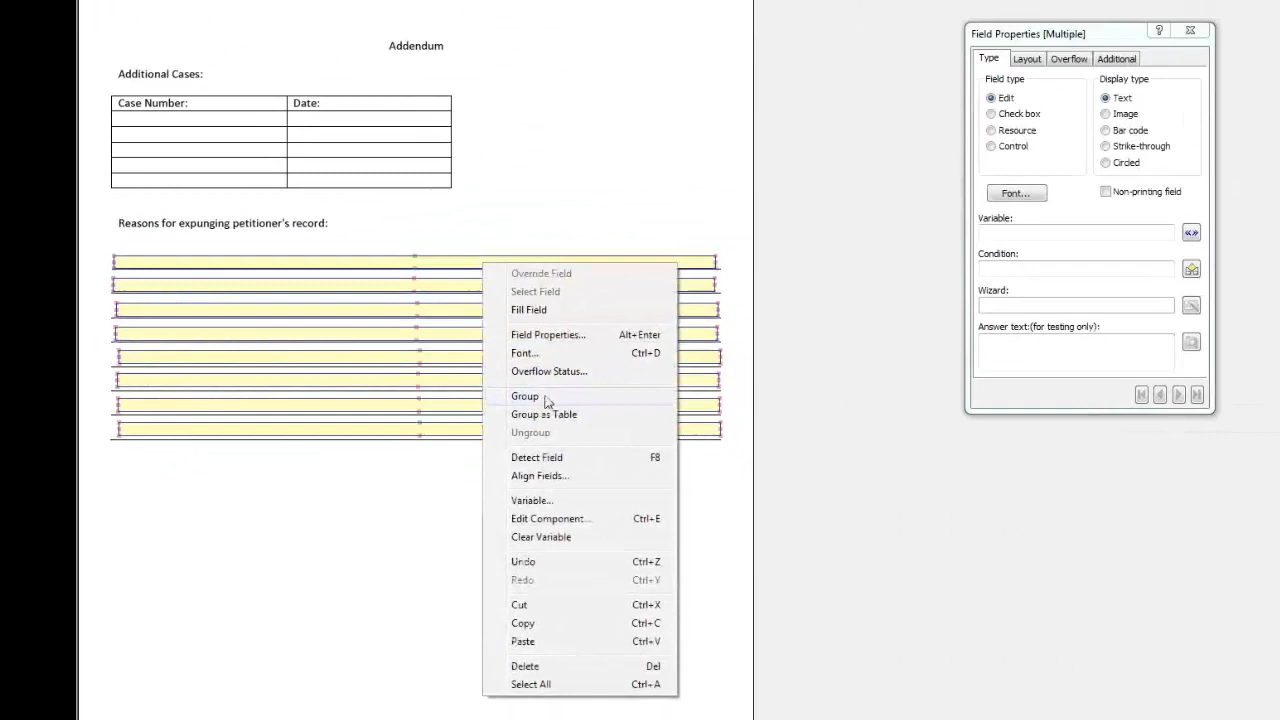 Addendum
Additional Cases:
Case Number: Date:
Reasons for expunging petitioner's record:
Override Field
Select Field
Fill Field
Field Properties... Alt+Enter
Font... Ctrl+D
Overflow Status...
Group
Group as Table
Ungroup
Detect Field F8
Align Fields...
Variable...
Edit Component... Ctrl+E
Clear Variable
Undo Ctrl+Z
Redo Ctrl+Y
Cut Ctrl+X
Copy Ctrl+C
Paste Ctrl+V
Delete Del
Select All Ctrl+A
Field Properties [Multiple]
Type Layout Overflow Additional
Field type
Edit
Check box
Resource
Control
Display type
Text
Image
Bar code
Strike-through
Circled
Font...
Non-printing field
Variable:
Condition:
Wizard:
Answer text:(for testing only):